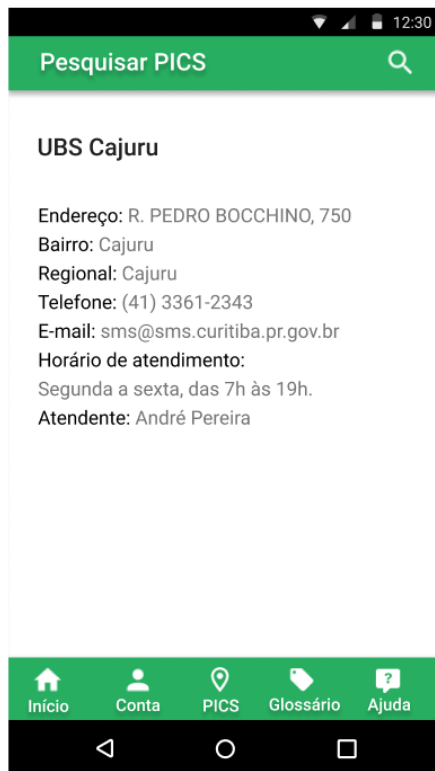 12:30
Pesquisar PICS
UBS Cajuru
Endereço: R. PEDRO BOCCHINO, 750
Bairro: Cajuru
Regional: Cajuru
Telefone: (41) 3361-2343
E-mail: sms@sms.curitiba.pr.gov.br
Horário de atendimento:
Segunda a sexta, das 7h às 19h.
Atendente: André Pereira
Início Conta PICS Glossário Ajuda